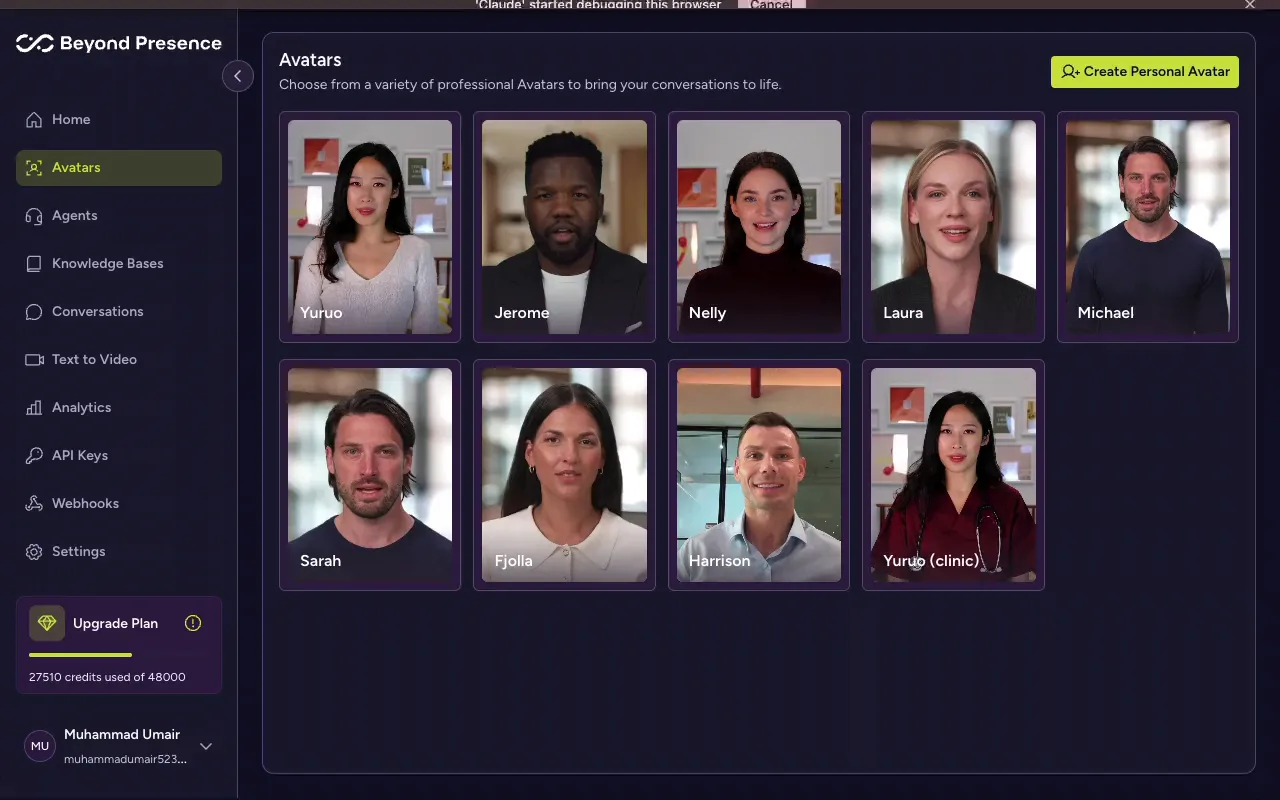 'Claude' started debugging this browser
Cancel
Beyond Presence
Home
Avatars
Agents
Knowledge Bases
Conversations
Text to Video
Analytics
API Keys
Webhooks
Settings
Upgrade Plan
27510 credits used of 48000
MU
Muhammad Umair
muhammadumair523...
Avatars
Choose from a variety of professional Avatars to bring your conversations to life.
Create Personal Avatar
Yuruo
Jerome
Nelly
Laura
Michael
Sarah
Fjolla
Harrison
Yuruo (clinic)